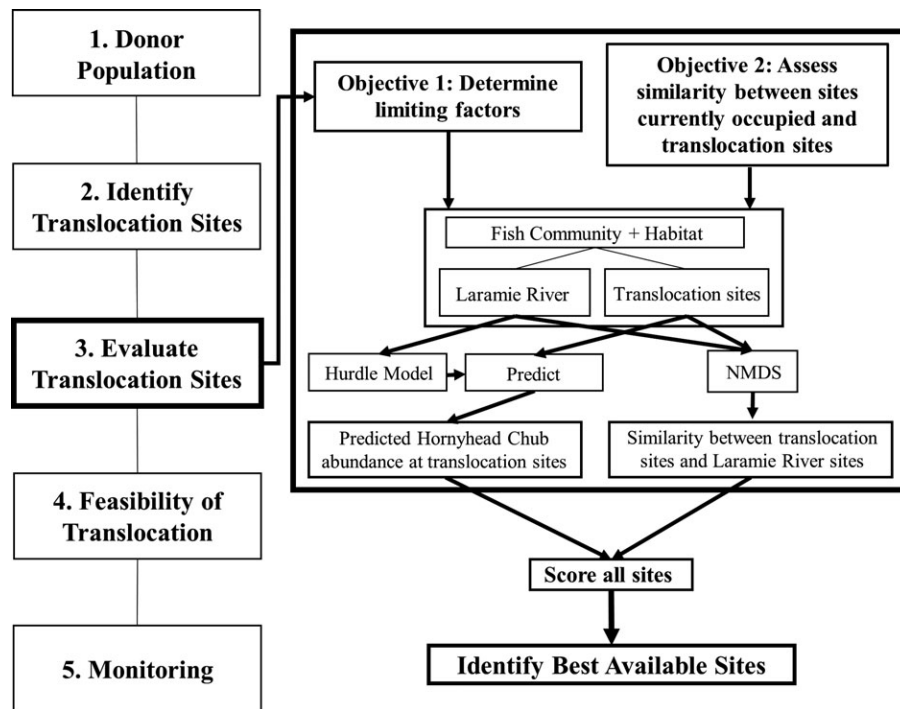 1. Donor
Population
2. Identify
Translocation Sites
3. Evaluate
Translocation Sites
4. Feasibility of
Translocation
5. Monitoring
Objective 1: Determine
limiting factors
Objective 2: Assess
similarity between sites
currently occupied and
translocation sites
Fish Community + Habitat
Laramie River
Translocation sites
Hurdle Model
Predict
NMDS
Predicted Hornyhead Chub
abundance at translocation sites
Similarity between translocation
sites and Laramie River sites
Score all sites
Identify Best Available Sites